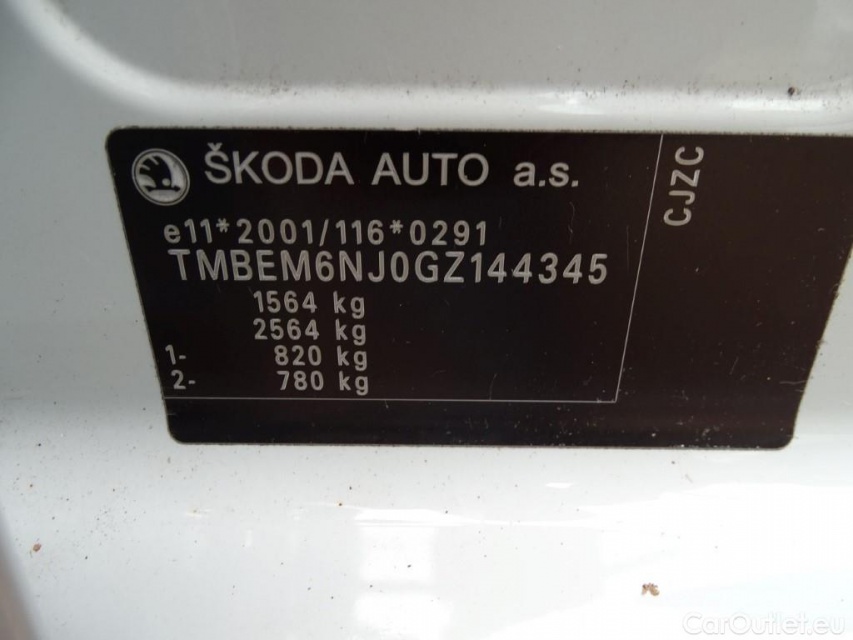 ŠKODA AUTO a.s.
e11*2001/116*0291
TMBEM6NJ0GZ144345
1564 kg
2564 kg
1- 820 kg
2- 780 kg
CJZC
CarOutlet.eu